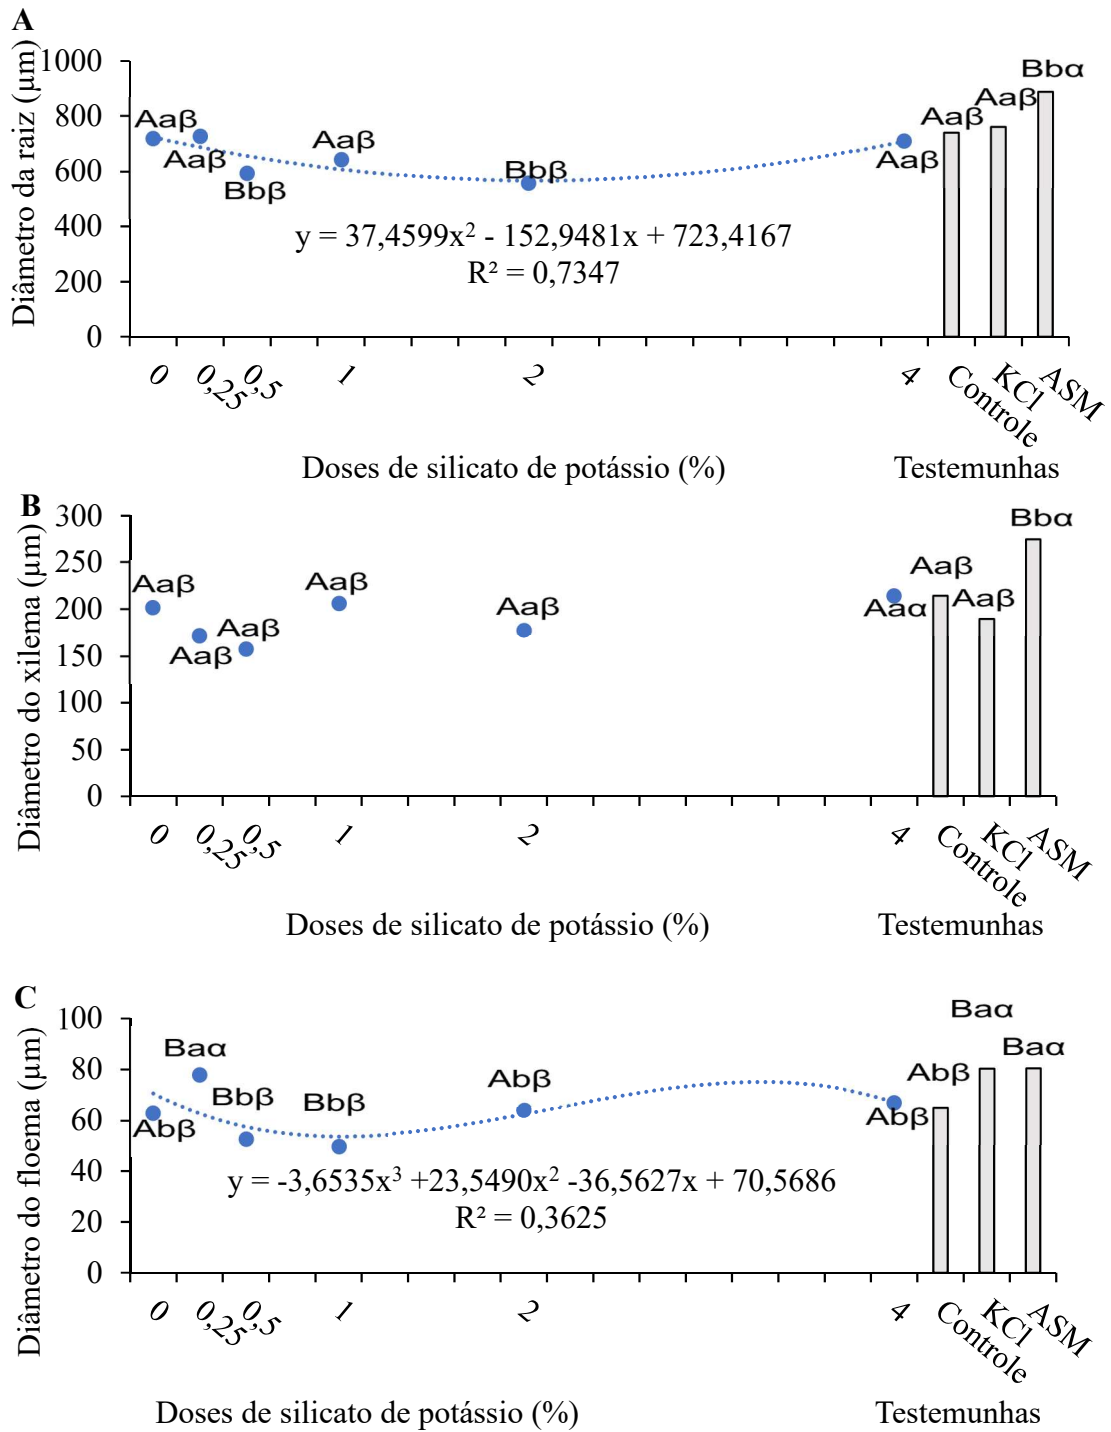 A
Diâmetro da raiz (µm)
1000
800
600
400
200
0
Aaβ
Aaβ
Bbβ
Aaβ
Bbβ
Aaβ
Aaβ
Aaβ
Bbα
y = 37,4599x² - 152,9481x + 723,4167
R² = 0,7347
0
0,25
0,5
1
2
4
Controle
KCl
ASM
Doses de silicato de potássio (%)
Testemunhas
B
Diâmetro do xilema (µm)
300
250
200
150
100
50
0
Aaβ
Aaβ
Aaβ
Aaβ
Aaβ
Aaα
Aaβ
Aaβ
Bbα
0
0,25
0,5
1
2
4
Controle
KCl
ASM
Doses de silicato de potássio (%)
Testemunhas
C
Diâmetro do floema (µm)
100
80
60
40
20
0
Abβ
Baα
Bbβ
Bbβ
Abβ
Abβ
Abβ
Baα
Baα
y = -3,6535x³ +23,5490x² -36,5627x + 70,5686
R² = 0,3625
0
0,25
0,5
1
2
4
Controle
KCl
ASM
Doses de silicato de potássio (%)
Testemunhas